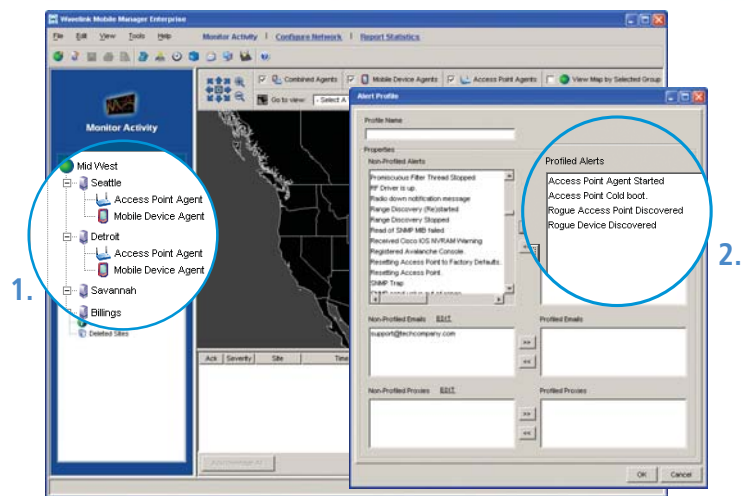 Wavelink Mobile Manager Enterprise
File Edit View Tools Help
Monitor Activity | Configure Network | Report Statistics
Combined Agents
Mobile Device Agents
Access Point Agents
View Map by Selected Group
Go to view: - Select A
Monitor Activity
1.
Mid West
Seattle
Access Point Agent
Mobile Device Agent
Detroit
Access Point Agent
Mobile Device Agent
Savannah
Billings
Deleted Sites
Ack Severity Site Time
Alert Profile
Profile Name
Properties
Non-Profiled Alerts
Promiscuous Filter Thread Stopped
RF Driver is up.
Radio down notification message
Range Discovery (Re)started
Range Discovery Stopped
Read of SNMP MIB failed
Received Cisco IOS NVRAM Warning
Registered Avalanche Console.
Resetting Access Point to Factory Defaults.
Resetting Access Point.
SNMP Trap
Profiled Alerts
Access Point Agent Started
Access Point Cold boot.
Rogue Access Point Discovered
Rogue Device Discovered
2.
Non-Profiled Emails EDIT
support@techcompany.com
>>
<<
Profiled Emails
Non-Profiled Proxies EDIT
>>
<<
Profiled Proxies
OK Cancel